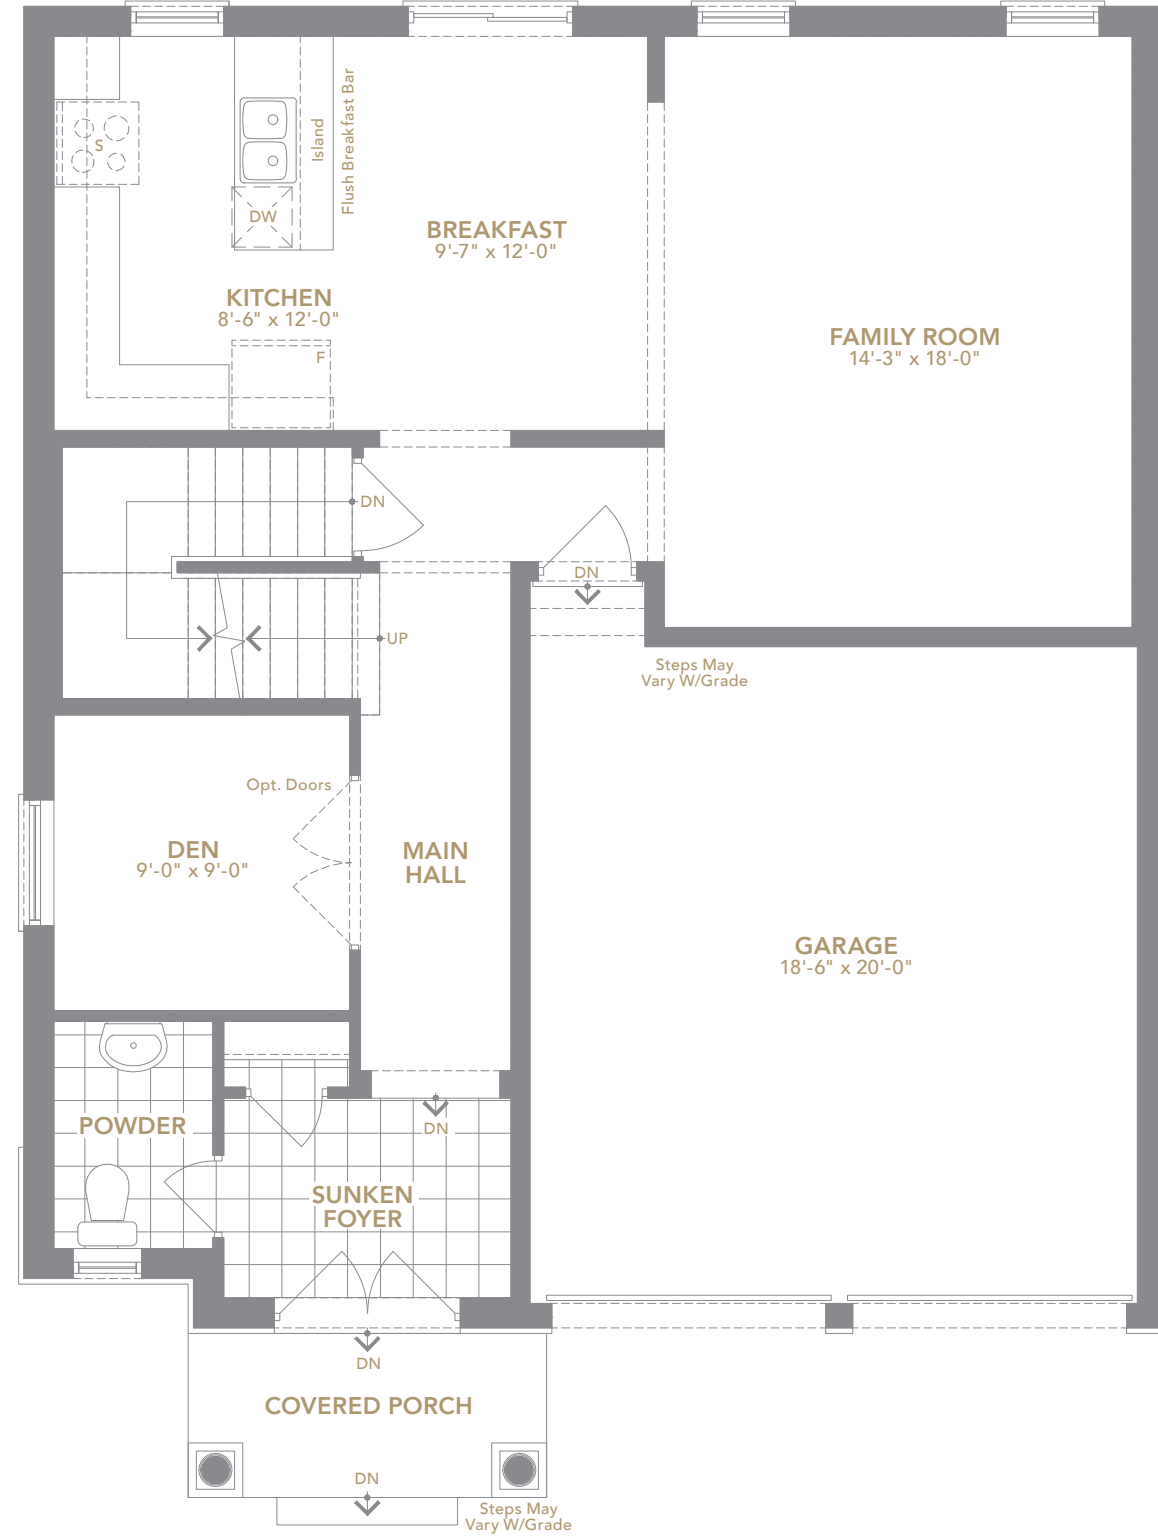 S
Island
Flush Breakfast Bar
DW
BREAKFAST
9'-7" x 12'-0"
KITCHEN
8'-6" x 12'-0"
F
FAMILY ROOM
14'-3" x 18'-0"
DN
DN
UP
Steps May
Vary W/Grade
Opt. Doors
DEN
9'-0" x 9'-0"
MAIN
HALL
GARAGE
18'-6" x 20'-0"
POWDER
DN
SUNKEN
FOYER
DN
COVERED PORCH
DN
Steps May
Vary W/Grade